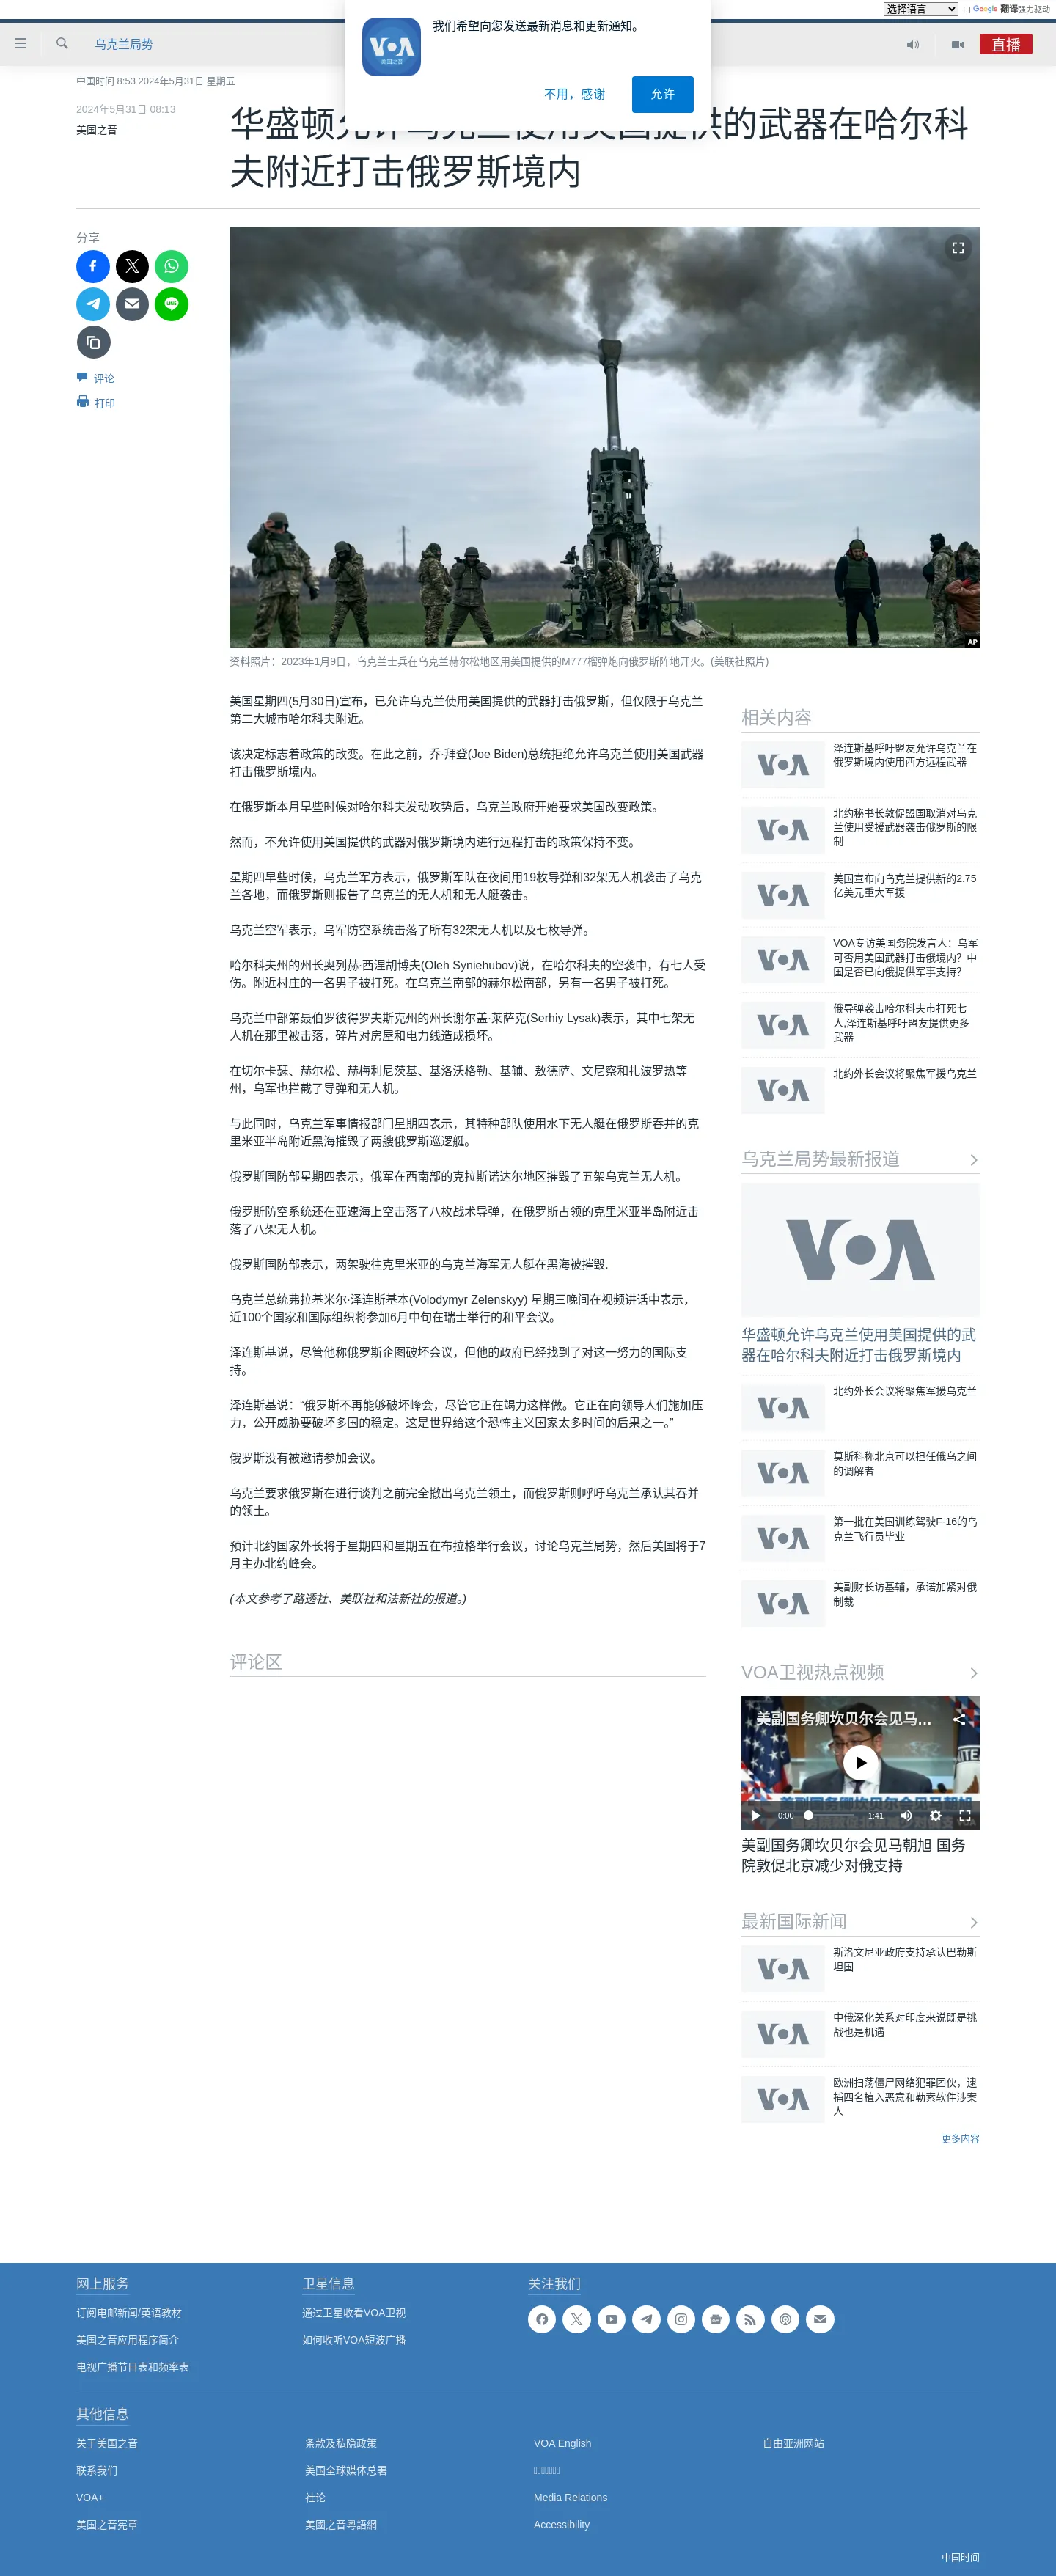 选择语言
由 Google 翻译强力驱动
我们希望向您发送最新消息和更新通知。
VOA
美国之音
不用，感谢
允许
乌克兰局势
直播
中国时间 8:53 2024年5月31日 星期五
2024年5月31日 08:13
美国之音
华盛顿允许乌克兰使用美国提供的武器在哈尔科
夫附近打击俄罗斯境内
分享
LINE
评论
打印
AP
资料照片：2023年1月9日，乌克兰士兵在乌克兰赫尔松地区用美国提供的M777榴弹炮向俄罗斯阵地开火。(美联社照片)
美国星期四(5月30日)宣布，已允许乌克兰使用美国提供的武器打击俄罗斯，但仅限于乌克兰
第二大城市哈尔科夫附近。
该决定标志着政策的改变。在此之前，乔·拜登(Joe Biden)总统拒绝允许乌克兰使用美国武器
打击俄罗斯境内。
在俄罗斯本月早些时候对哈尔科夫发动攻势后，乌克兰政府开始要求美国改变政策。
然而，不允许使用美国提供的武器对俄罗斯境内进行远程打击的政策保持不变。
星期四早些时候，乌克兰军方表示，俄罗斯军队在夜间用19枚导弹和32架无人机袭击了乌克
兰各地，而俄罗斯则报告了乌克兰的无人机和无人艇袭击。
乌克兰空军表示，乌军防空系统击落了所有32架无人机以及七枚导弹。
哈尔科夫州的州长奥列赫·西涅胡博夫(Oleh Syniehubov)说，在哈尔科夫的空袭中，有七人受
伤。附近村庄的一名男子被打死。在乌克兰南部的赫尔松南部，另有一名男子被打死。
乌克兰中部第聂伯罗彼得罗夫斯克州的州长谢尔盖·莱萨克(Serhiy Lysak)表示，其中七架无
人机在那里被击落，碎片对房屋和电力线造成损坏。
在切尔卡瑟、赫尔松、赫梅利尼茨基、基洛沃格勒、基辅、敖德萨、文尼察和扎波罗热等
州，乌军也拦截了导弹和无人机。
与此同时，乌克兰军事情报部门星期四表示，其特种部队使用水下无人艇在俄罗斯吞并的克
里米亚半岛附近黑海摧毁了两艘俄罗斯巡逻艇。
俄罗斯国防部星期四表示，俄军在西南部的克拉斯诺达尔地区摧毁了五架乌克兰无人机。
俄罗斯防空系统还在亚速海上空击落了八枚战术导弹，在俄罗斯占领的克里米亚半岛附近击
落了八架无人机。
俄罗斯国防部表示，两架驶往克里米亚的乌克兰海军无人艇在黑海被摧毁.
乌克兰总统弗拉基米尔·泽连斯基本(Volodymyr Zelenskyy) 星期三晚间在视频讲话中表示，
近100个国家和国际组织将参加6月中旬在瑞士举行的和平会议。
泽连斯基说，尽管他称俄罗斯企图破坏会议，但他的政府已经找到了对这一努力的国际支
持。
泽连斯基说：“俄罗斯不再能够破坏峰会，尽管它正在竭力这样做。它正在向领导人们施加压
力，公开威胁要破坏多国的稳定。这是世界给这个恐怖主义国家太多时间的后果之一。”
俄罗斯没有被邀请参加会议。
乌克兰要求俄罗斯在进行谈判之前完全撤出乌克兰领土，而俄罗斯则呼吁乌克兰承认其吞并
的领土。
预计北约国家外长将于星期四和星期五在布拉格举行会议，讨论乌克兰局势，然后美国将于7
月主办北约峰会。
(本文参考了路透社、美联社和法新社的报道。)
评论区
相关内容
VOA
泽连斯基呼吁盟友允许乌克兰在
俄罗斯境内使用西方远程武器
VOA
北约秘书长敦促盟国取消对乌克
兰使用受援武器袭击俄罗斯的限
制
VOA
美国宣布向乌克兰提供新的2.75
亿美元重大军援
VOA
VOA专访美国务院发言人：乌军
可否用美国武器打击俄境内？中
国是否已向俄提供军事支持？
VOA
俄导弹袭击哈尔科夫市打死七
人,泽连斯基呼吁盟友提供更多
武器
VOA
北约外长会议将聚焦军援乌克兰
乌克兰局势最新报道
VOA
华盛顿允许乌克兰使用美国提供的武
器在哈尔科夫附近打击俄罗斯境内
VOA
北约外长会议将聚焦军援乌克兰
VOA
莫斯科称北京可以担任俄乌之间
的调解者
VOA
第一批在美国训练驾驶F-16的乌
克兰飞行员毕业
VOA
美副财长访基辅，承诺加紧对俄
制裁
VOA卫视热点视频
美副国务卿坎贝尔会见马...
0:00
1:41
美副国务卿坎贝尔会见马朝旭 国务
院敦促北京减少对俄支持
最新国际新闻
VOA
斯洛文尼亚政府支持承认巴勒斯
坦国
VOA
中俄深化关系对印度来说既是挑
战也是机遇
VOA
欧洲扫荡僵尸网络犯罪团伙，逮
捕四名植入恶意和勒索软件涉案
人
更多内容
网上服务
订阅电邮新闻/英语教材
美国之音应用程序简介
电视广播节目表和频率表
卫星信息
通过卫星收看VOA卫视
如何收听VOA短波广播
关注我们
其他信息
关于美国之音
联系我们
VOA+
美国之音宪章
条款及私隐政策
美国全球媒体总署
社论
美國之音粵語網
VOA English
Media Relations
Accessibility
自由亚洲网站
中国时间